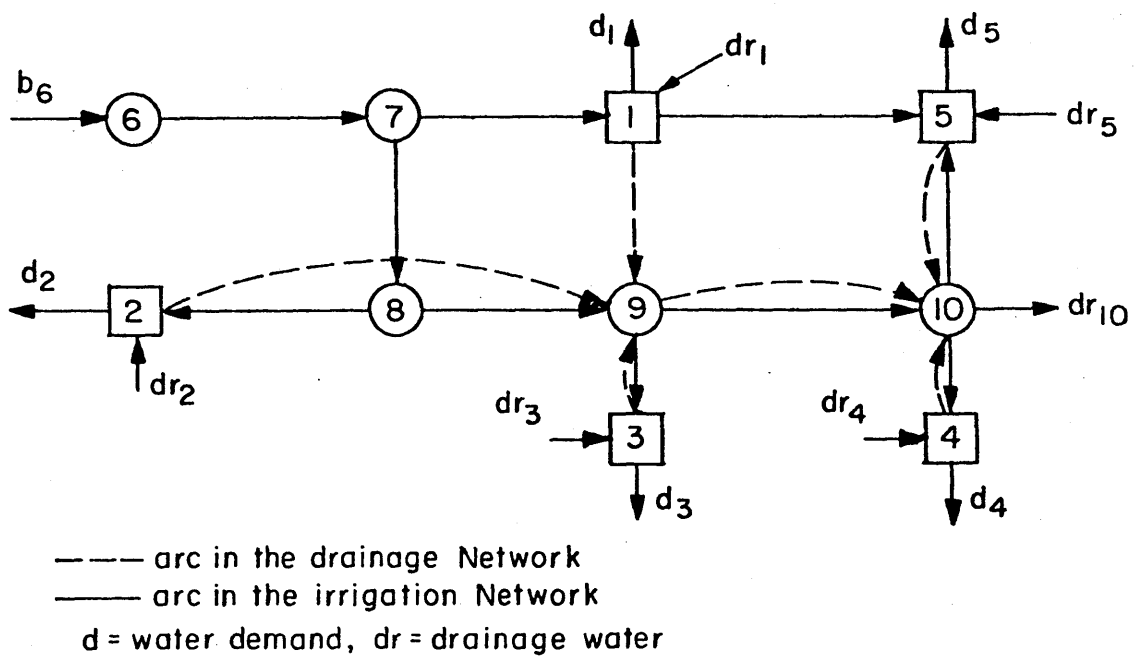 d1
dr1
d5
b6
6
7
1
5
dr5
d2
2
8
9
10
dr10
dr2
dr3
3
dr4
4
d3
d4
arc in the drainage Network
arc in the irrigation Network
d = water demand, dr = drainage water